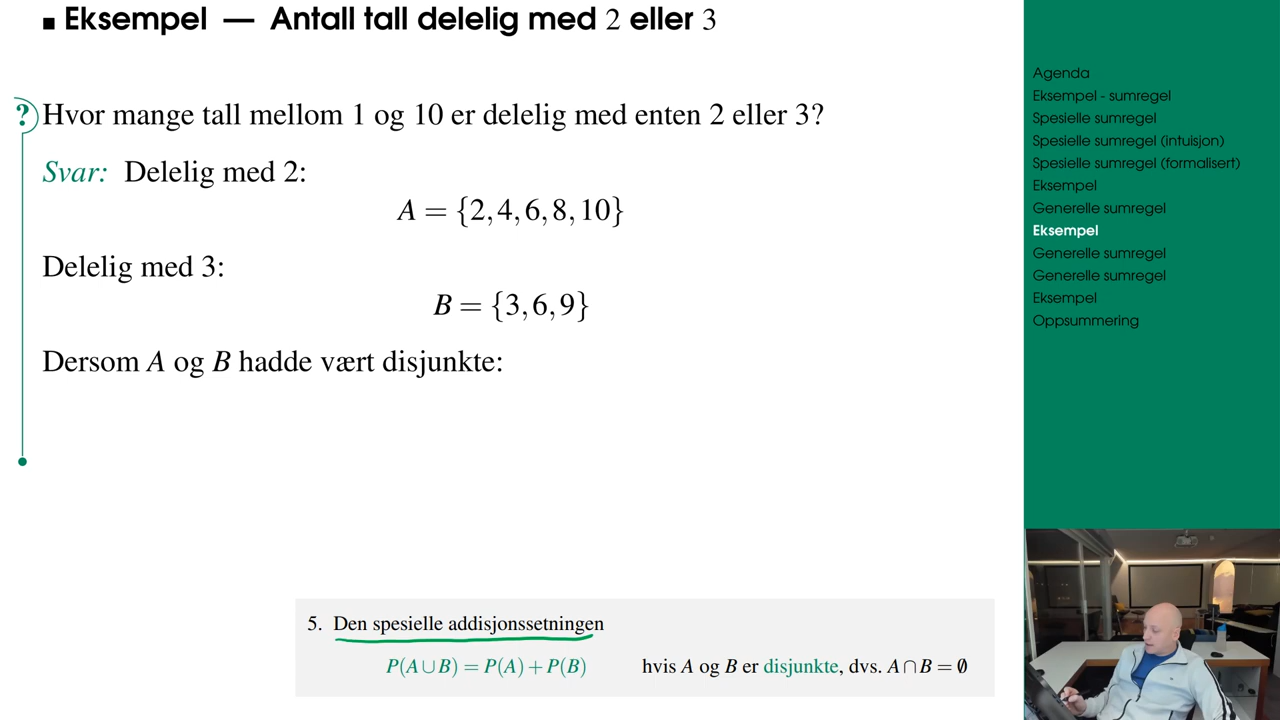 Eksempel — Antall tall delelig med 2 eller 3
? Hvor mange tall mellom 1 og 10 er delelig med enten 2 eller 3?
Svar: Delelig med 2:
A = {2,4,6,8,10}
Delelig med 3:
B = {3,6,9}
Dersom A og B hadde vært disjunkte:
5. Den spesielle addisjonssetningen
P(A∪B) = P(A)+P(B) hvis A og B er disjunkte, dvs. A∩B = ∅
Agenda
Eksempel - sumregel
Spesielle sumregel
Spesielle sumregel (intuisjon)
Spesielle sumregel (formalisert)
Eksempel
Generelle sumregel
Eksempel
Generelle sumregel
Generelle sumregel
Eksempel
Oppsummering